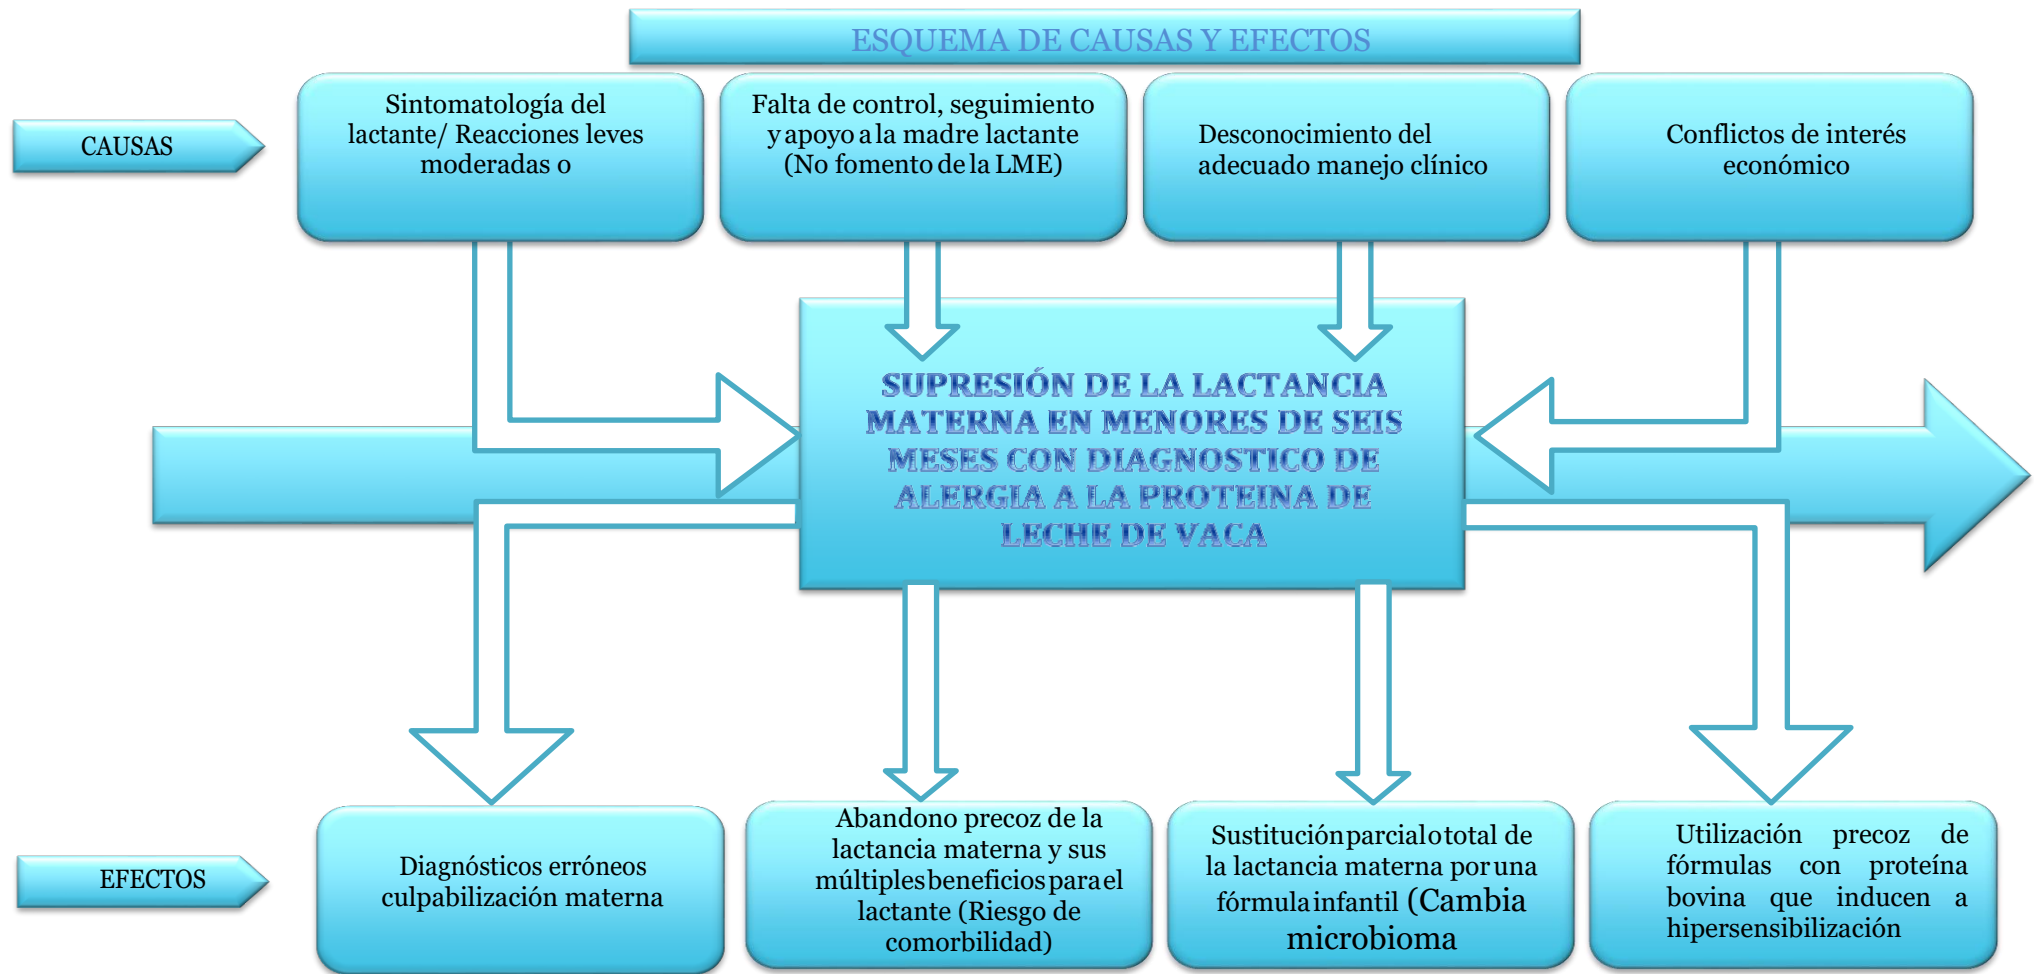 ESQUEMA DE CAUSAS Y EFECTOS
CAUSAS
Sintomatología del
lactante/ Reacciones leves
moderadas o
Falta de control, seguimiento
y apoyo a la madre lactante
(No fomento de la LME)
Desconocimiento del
adecuado manejo clínico
Conflictos de interés
económico
SUPRESIÓN DE LA LACTANCIA
MATERNA EN MENORES DE SEIS
MESES CON DIAGNOSTICO DE
ALERGIA A LA PROTEINA DE
LECHE DE VACA
EFECTOS
Diagnósticos erróneos
culpabilización materna
Abandono precoz de la
lactancia materna y sus
múltiples beneficios para el
lactante (Riesgo de
comorbilidad)
Sustitución parcial o total de
la lactancia materna por una
fórmula infantil (Cambia
microbioma
Utilización precoz de
fórmulas con proteína
bovina que inducen a
hipersensibilización